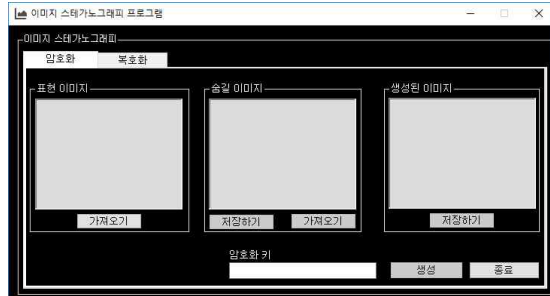 이미지 스테가노그래피 프로그램
이미지 스테가노그래피
암호화 복호화
표현 이미지 숨길 이미지 생성된 이미지
가져오기 저장하기 가져오기 저장하기
암호화 키
생성 종료